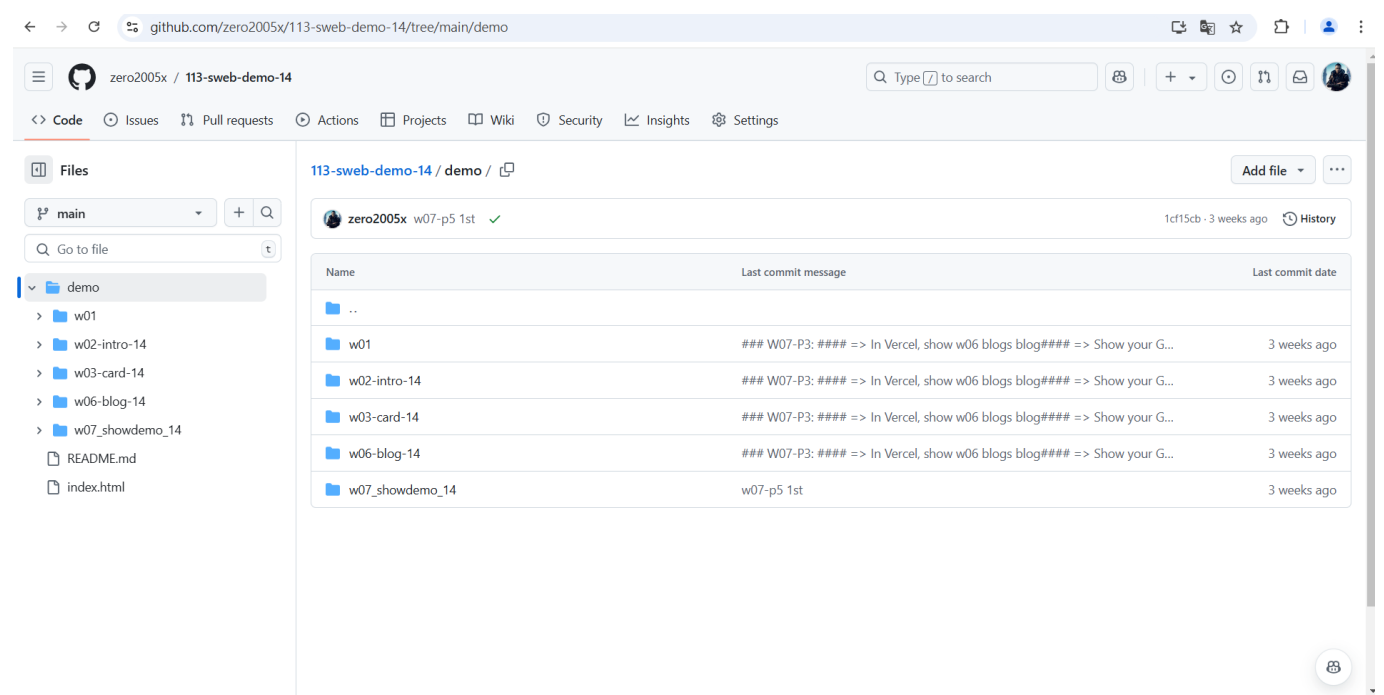 github.com/zero2005x/113-sweb-demo-14/tree/main/demo
zero2005x / 113-sweb-demo-14
Type / to search
Code Issues Pull requests Actions Projects Wiki Security Insights Settings
Files
113-sweb-demo-14 / demo /
Add file
main
zero2005x w07-p5 1st
1cf15cb · 3 weeks ago History
Go to file t
Name Last commit message Last commit date
demo
..
w01
w02-intro-14
w03-card-14
w06-blog-14
w07_showdemo_14
README.md
index.html
w01 ### W07-P3: #### => In Vercel, show w06 blogs blog#### => Show your G... 3 weeks ago
w02-intro-14 ### W07-P3: #### => In Vercel, show w06 blogs blog#### => Show your G... 3 weeks ago
w03-card-14 ### W07-P3: #### => In Vercel, show w06 blogs blog#### => Show your G... 3 weeks ago
w06-blog-14 ### W07-P3: #### => In Vercel, show w06 blogs blog#### => Show your G... 3 weeks ago
w07_showdemo_14 w07-p5 1st 3 weeks ago